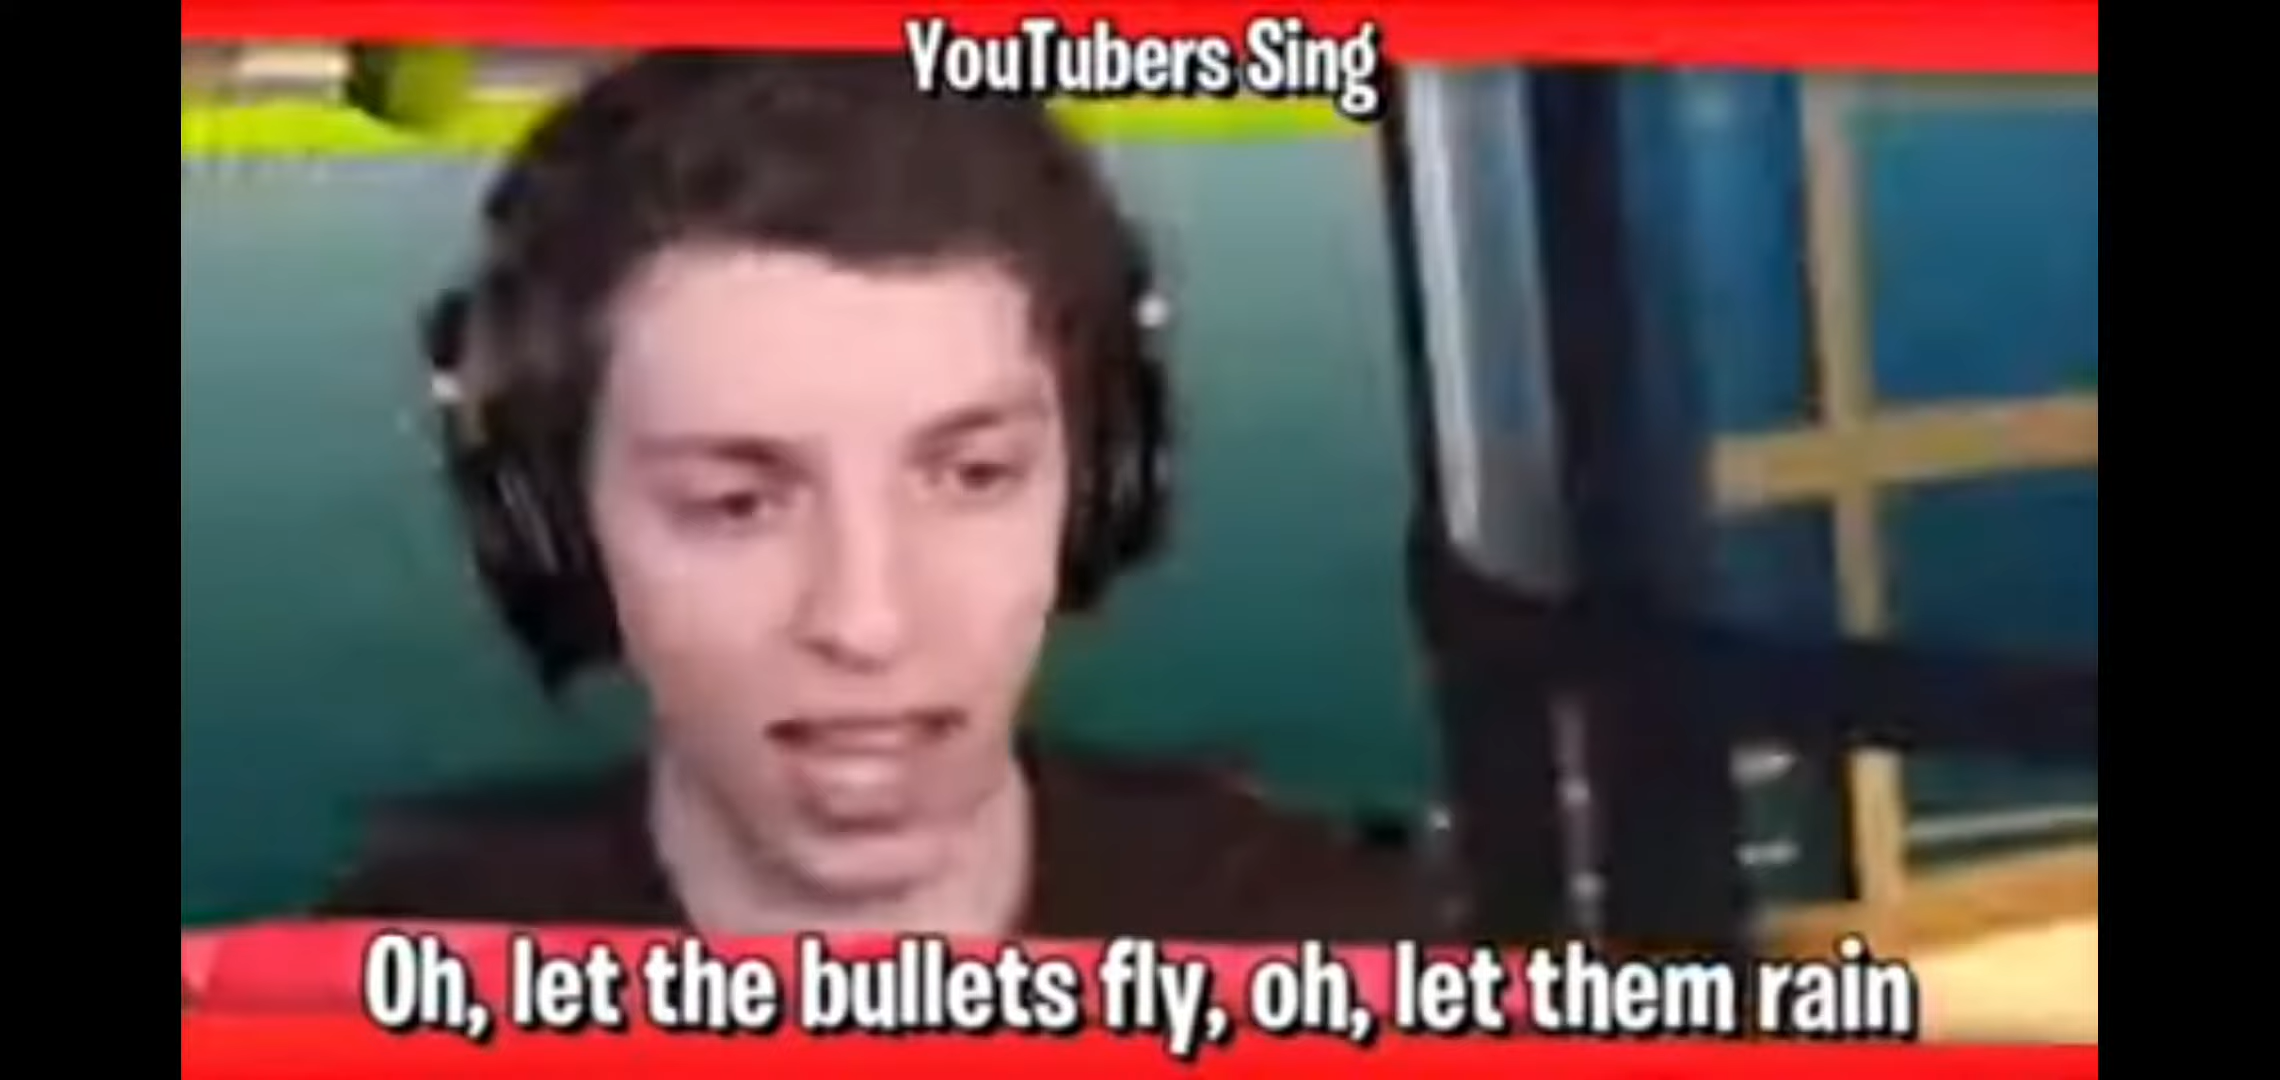 YouTubers Sing
Oh, let the bullets fly, oh, let them rain